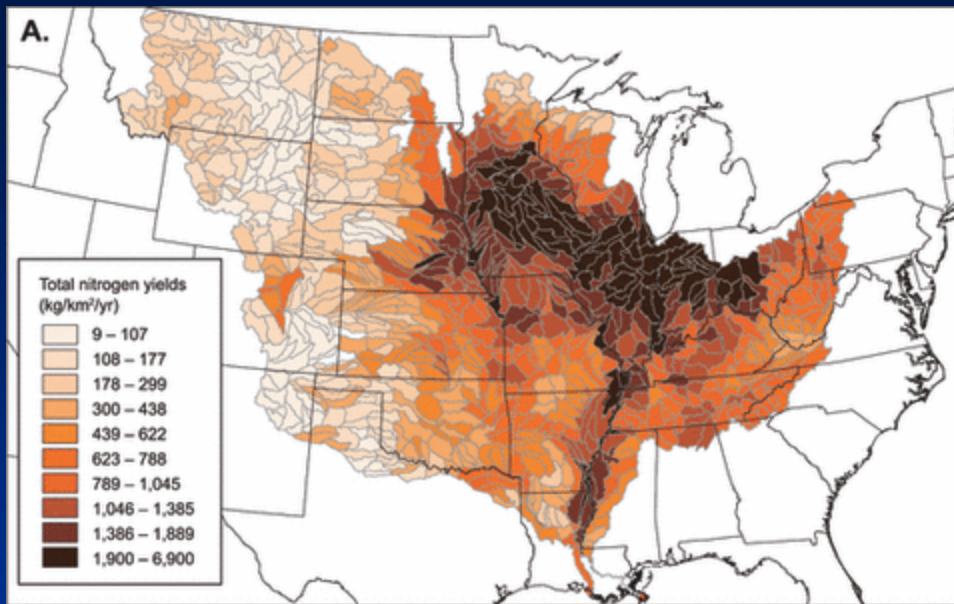 A.
Total nitrogen yields
(kg/km²/yr)
9 – 107
108 – 177
178 – 299
300 – 438
439 – 622
623 – 788
789 – 1,045
1,046 – 1,385
1,386 – 1,889
1,900 – 6,900